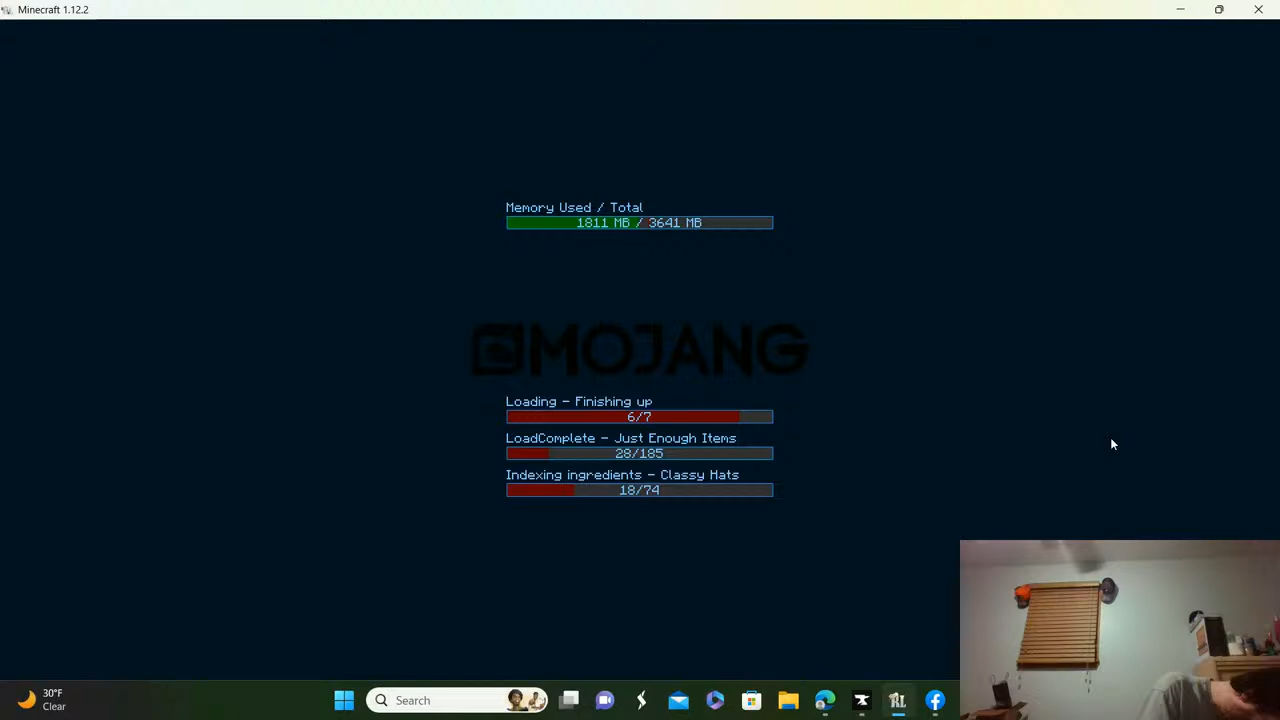 Minecraft 1.12.2
Memory Used / Total
1811 MB / 3641 MB
MOJANG
Loading - Finishing up
6/7
LoadComplete - Just Enough Items
28/185
Indexing ingredients - Classy Hats
18/74
30°F
Clear
Search
RL